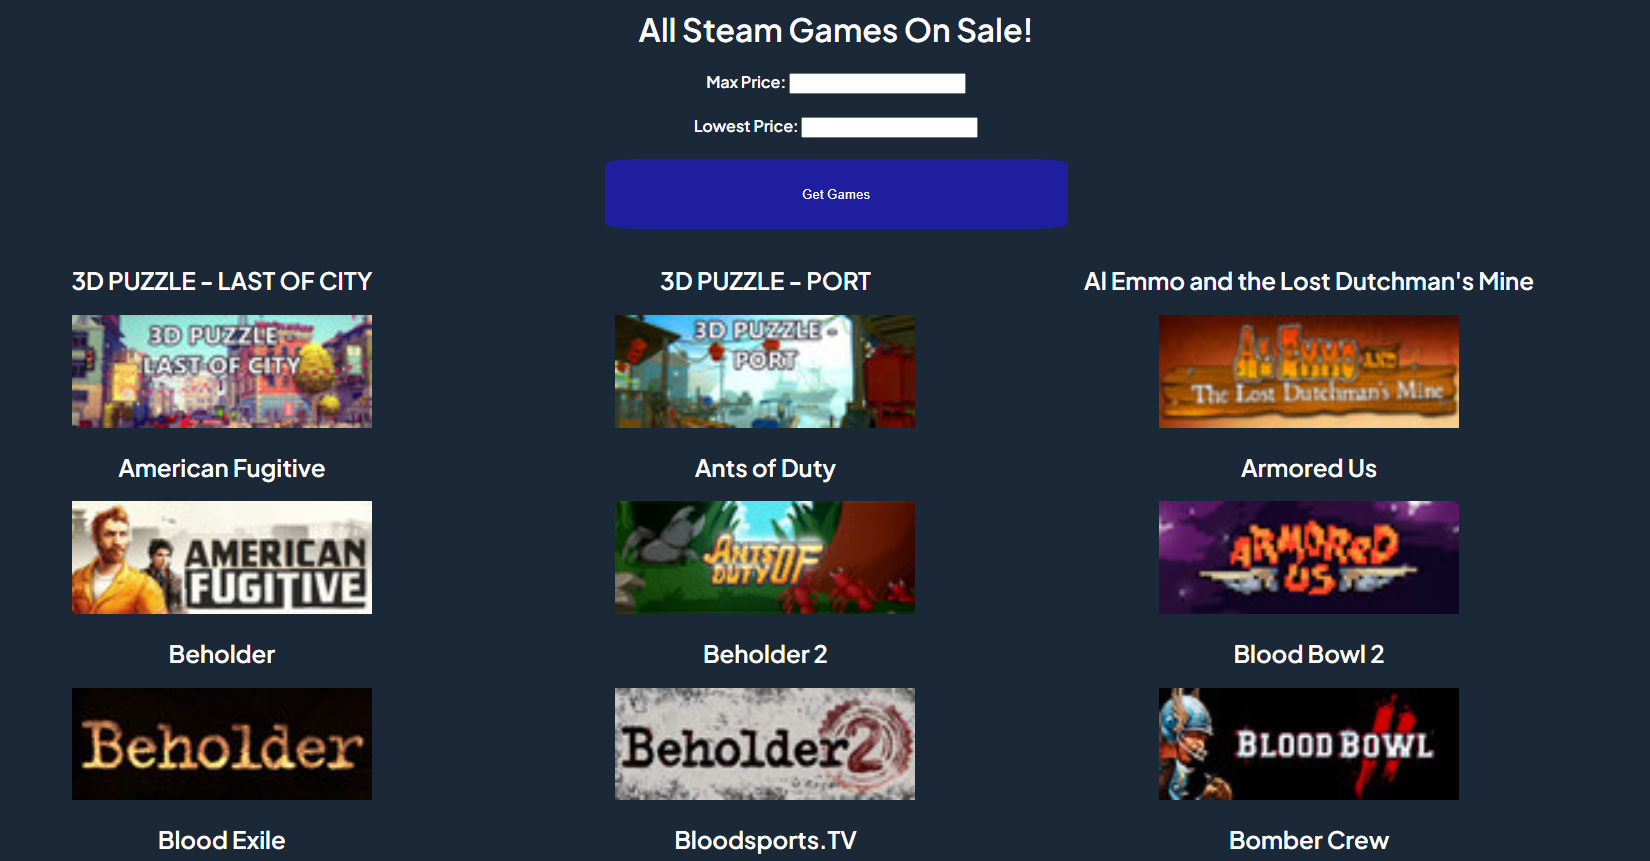 All Steam Games On Sale!
Max Price:
Lowest Price:
Get Games
3D PUZZLE - LAST OF CITY
3D PUZZLE - PORT
Al Emmo and the Lost Dutchman's Mine
3D PUZZLE -
LAST OF CITY
3D PUZZLE -
PORT
Al Emmo AND
The Lost Dutchman's Mine
American Fugitive
Ants of Duty
Armored Us
AMERICAN
FUGITIVE
ANTS OF
DUTY
ARMORED
US
Beholder
Beholder 2
Blood Bowl 2
Beholder
Beholder 2
BLOOD BOWL II
Blood Exile
Bloodsports.TV
Bomber Crew